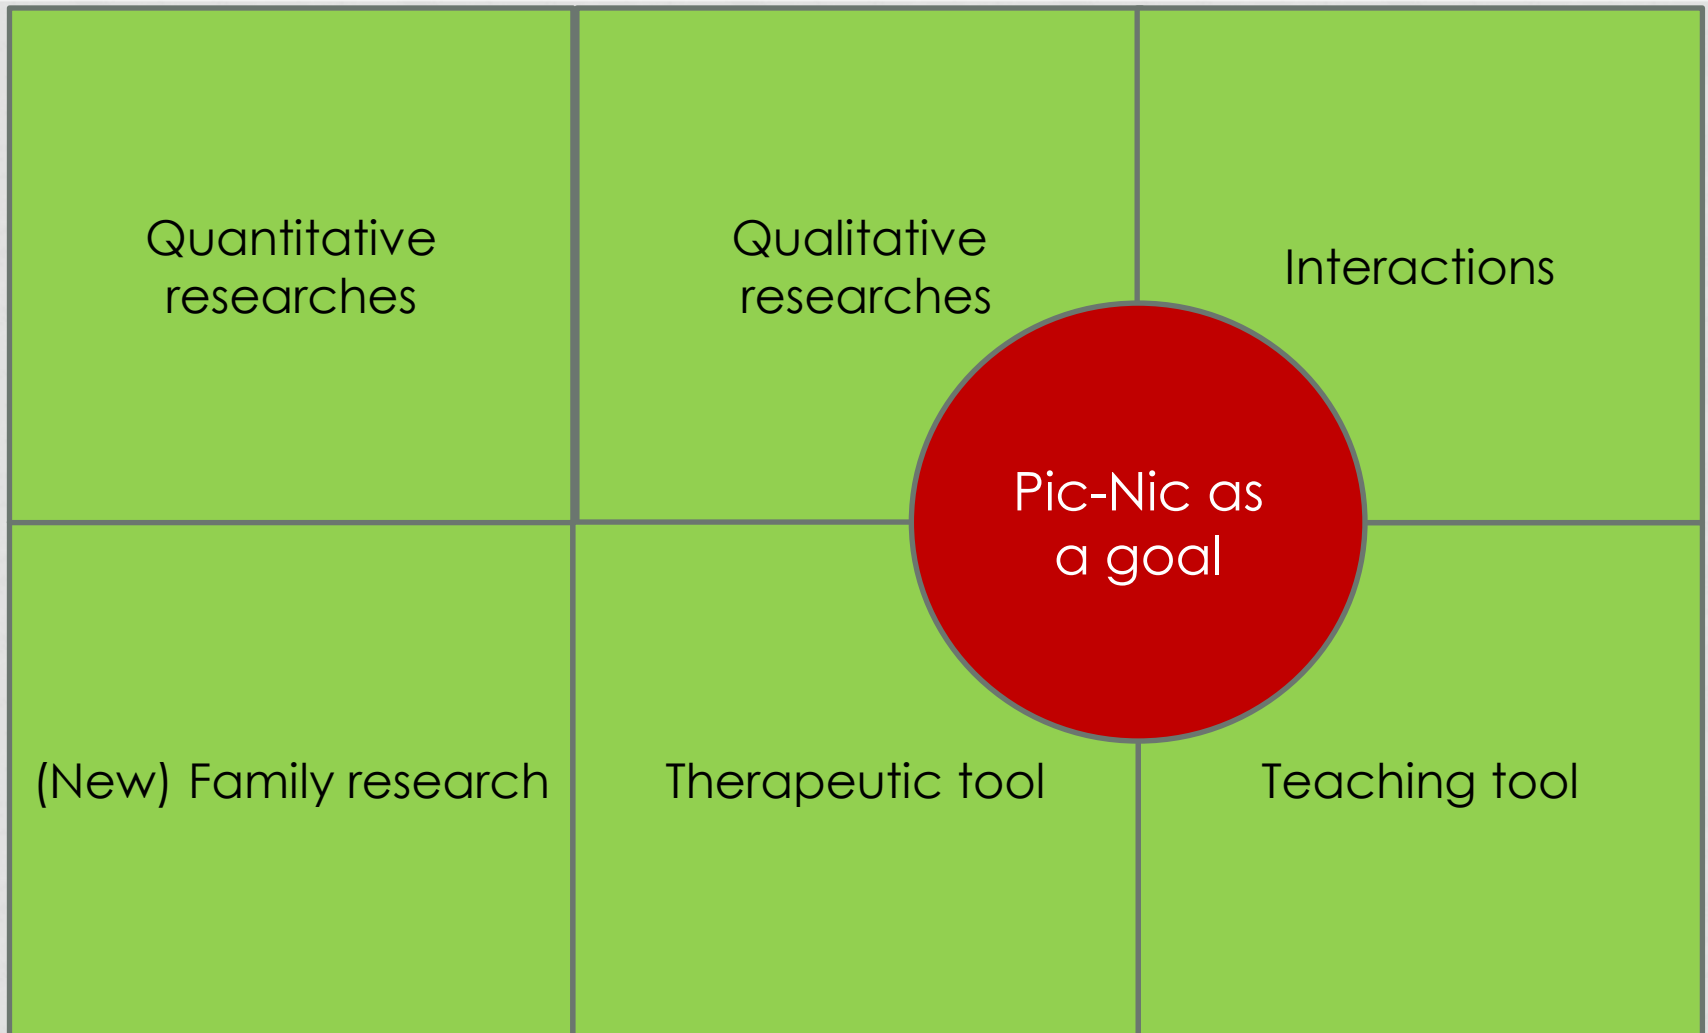 Quantitative
researches
Qualitative
researches
Interactions
Pic-Nic as
a goal
(New) Family research
Therapeutic tool
Teaching tool